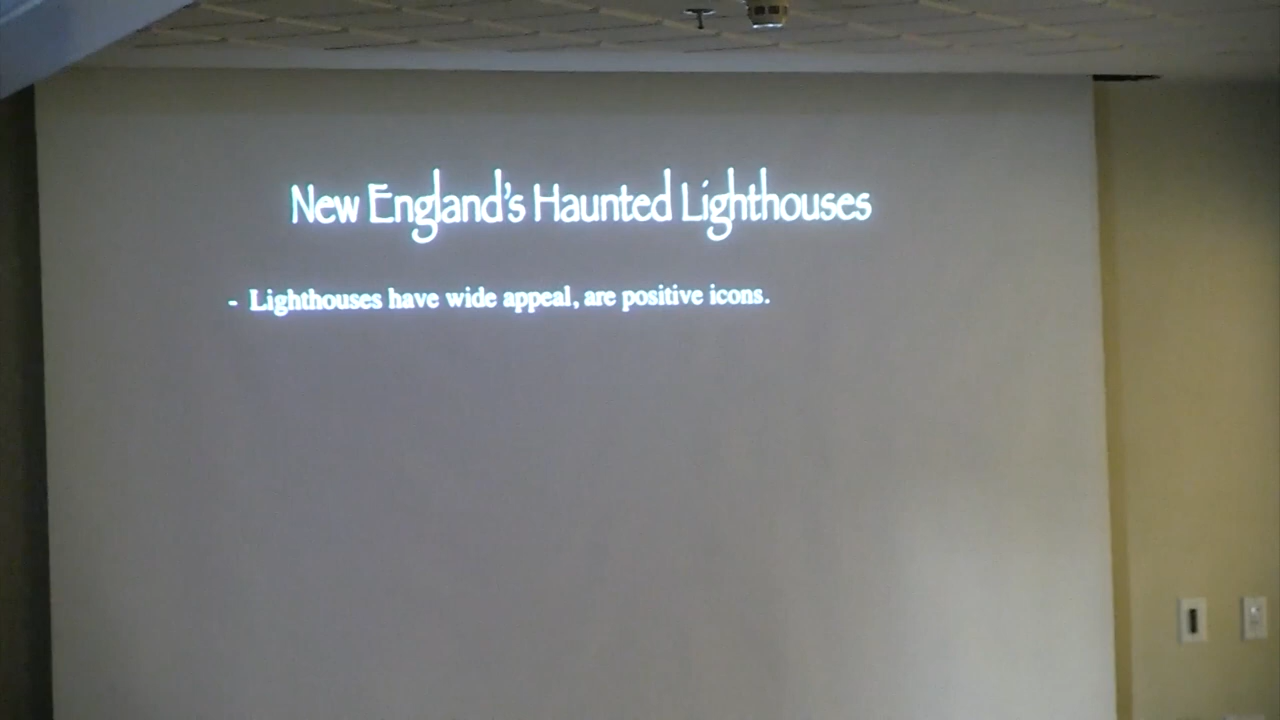 New England's Haunted Lighthouses
- Lighthouses have wide appeal, are positive icons.